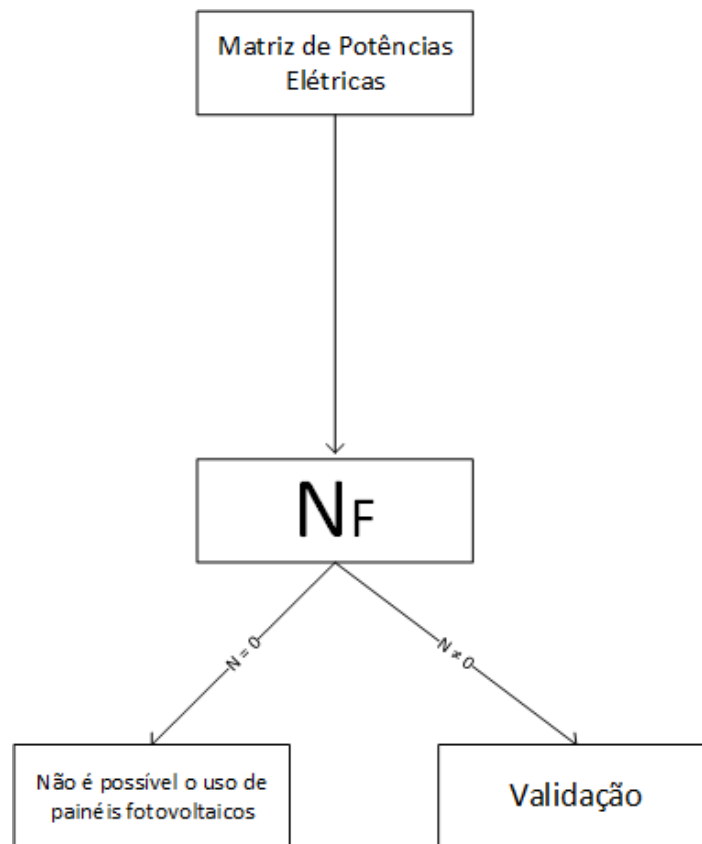 Matriz de Potências
Elétricas
NF
N = 0
N ≠ 0
Não é possível o uso de
painéis fotovoltaicos
Validação